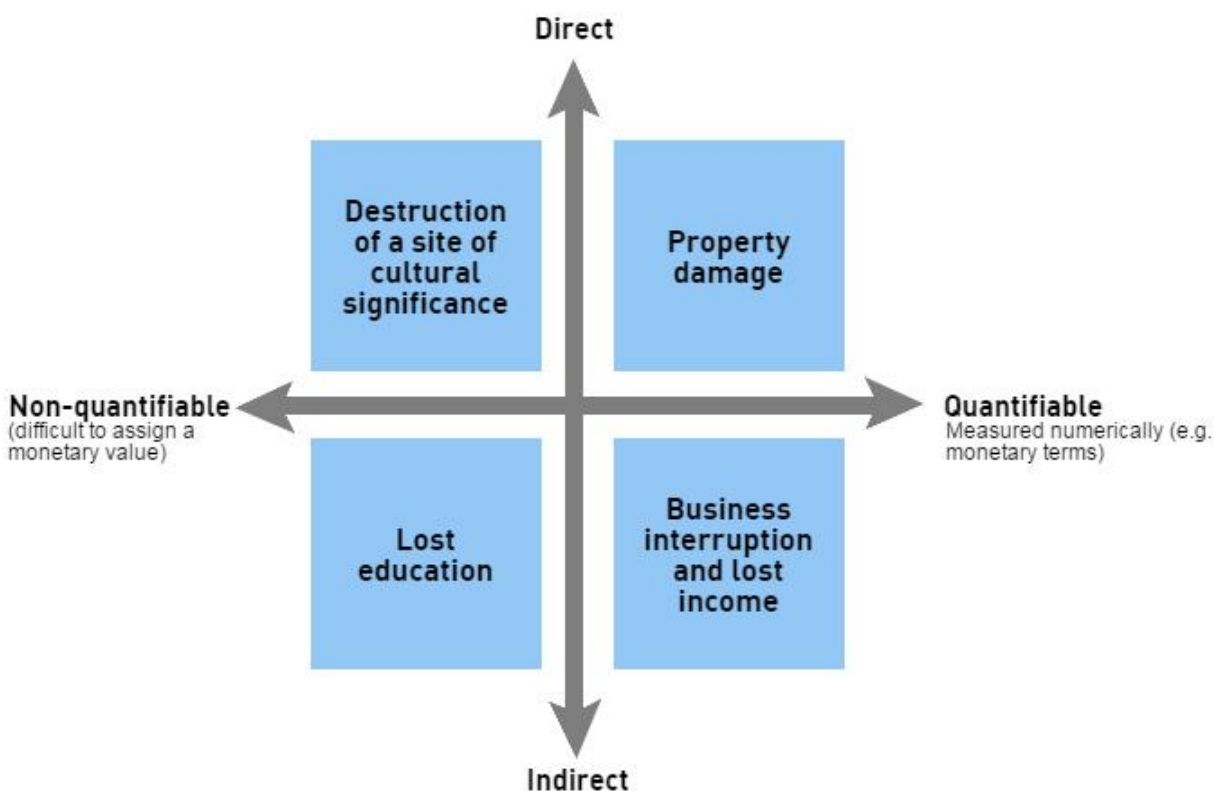 Direct
Destruction
of a site of
cultural
significance
Property
damage
Non-quantifiable
(difficult to assign a
monetary value)
Quantifiable
Measured numerically (e.g.
monetary terms)
Lost
education
Business
interruption
and lost
income
Indirect